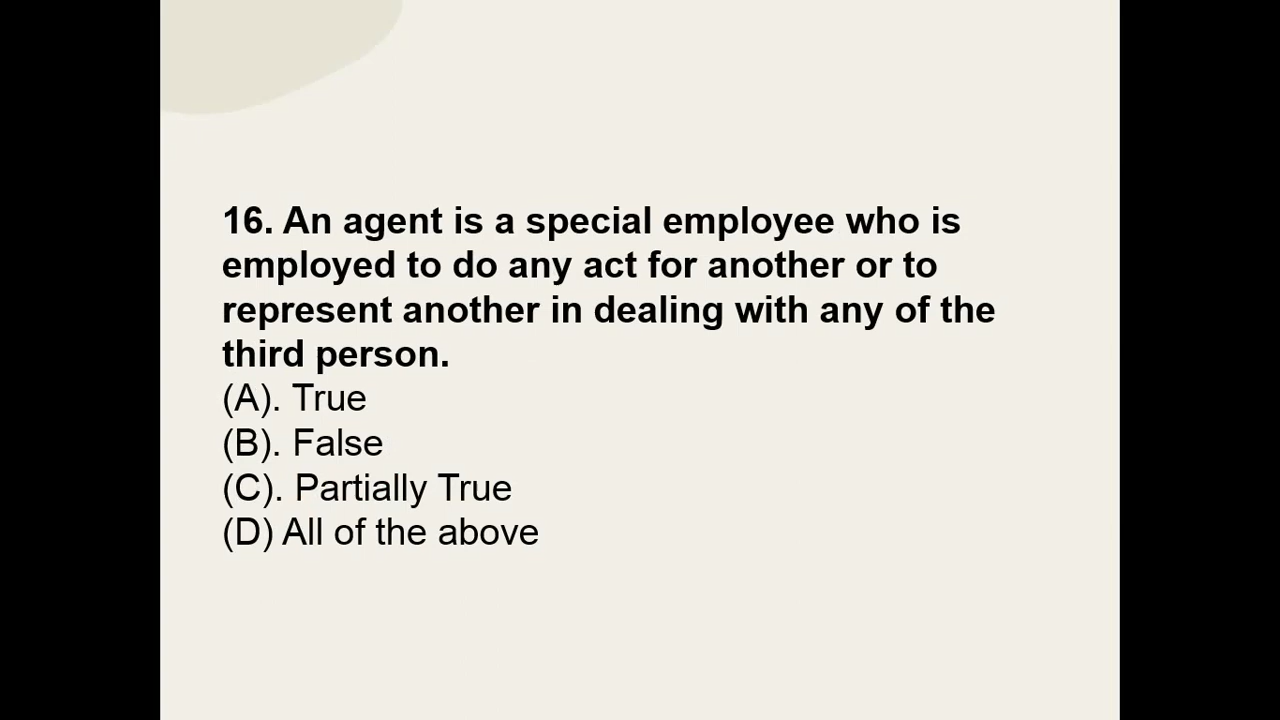 16. An agent is a special employee who is
employed to do any act for another or to
represent another in dealing with any of the
third person.
(A). True
(B). False
(C). Partially True
(D) All of the above